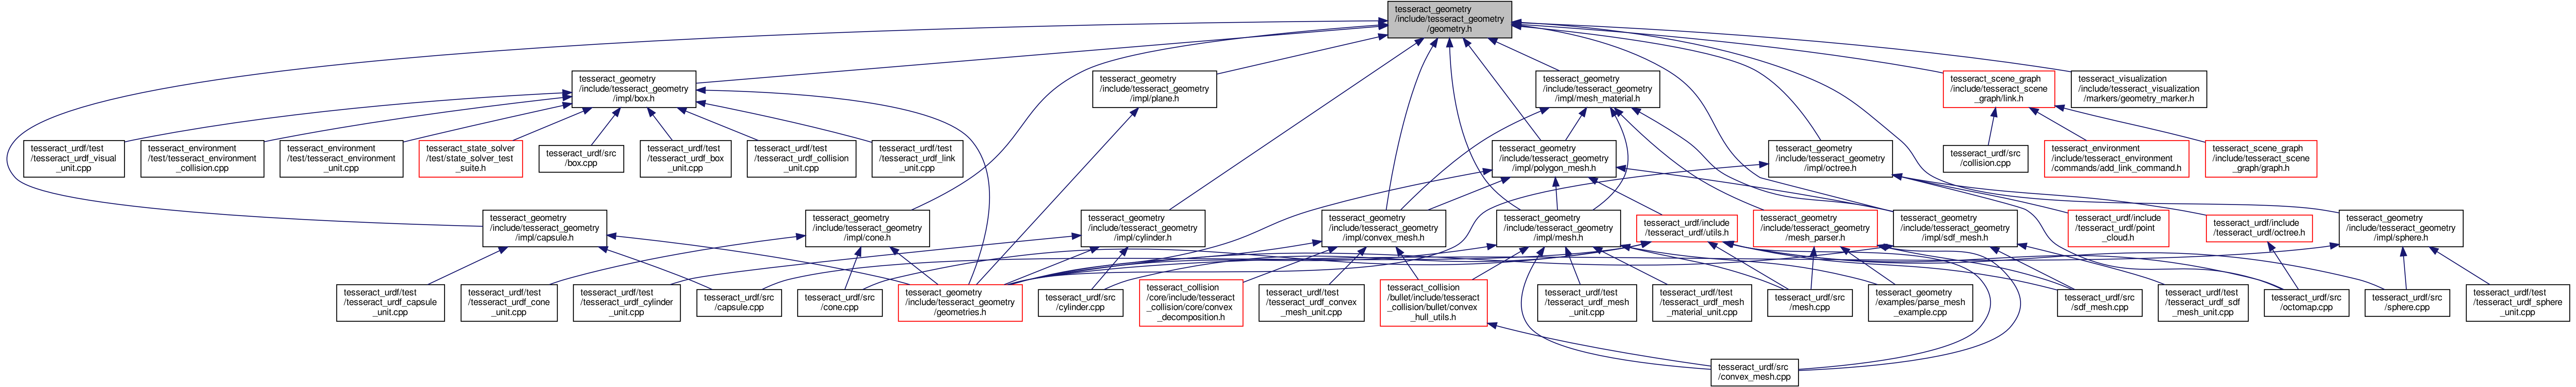 tesseract_geometry
/include/tesseract_geometry
/geometry.h
tesseract_geometry
/include/tesseract_geometry
/impl/box.h
tesseract_geometry
/include/tesseract_geometry
/impl/plane.h
tesseract_geometry
/include/tesseract_geometry
/impl/mesh_material.h
tesseract_scene_graph
/include/tesseract_scene
_graph/link.h
tesseract_visualization
/include/tesseract_visualization
/markers/geometry_marker.h
tesseract_urdf/test
/tesseract_urdf_visual
_unit.cpp
tesseract_environment
/test/tesseract_environment
_collision.cpp
tesseract_environment
/test/tesseract_environment
_unit.cpp
tesseract_state_solver
/test/state_solver_test
_suite.h
tesseract_urdf/src
/box.cpp
tesseract_urdf/test
/tesseract_urdf_box
_unit.cpp
tesseract_urdf/test
/tesseract_urdf_collision
_unit.cpp
tesseract_urdf/test
/tesseract_urdf_link
_unit.cpp
tesseract_geometry
/include/tesseract_geometry
/impl/polygon_mesh.h
tesseract_geometry
/include/tesseract_geometry
/impl/octree.h
tesseract_urdf/src
/collision.cpp
tesseract_environment
/include/tesseract_environment
/commands/add_link_command.h
tesseract_scene_graph
/include/tesseract_scene
_graph/graph.h
tesseract_geometry
/include/tesseract_geometry
/impl/capsule.h
tesseract_geometry
/include/tesseract_geometry
/impl/cone.h
tesseract_geometry
/include/tesseract_geometry
/impl/cylinder.h
tesseract_geometry
/include/tesseract_geometry
/impl/convex_mesh.h
tesseract_geometry
/include/tesseract_geometry
/impl/mesh.h
tesseract_urdf/include
/tesseract_urdf/utils.h
tesseract_geometry
/include/tesseract_geometry
/mesh_parser.h
tesseract_geometry
/include/tesseract_geometry
/impl/sdf_mesh.h
tesseract_urdf/include
/tesseract_urdf/point
_cloud.h
tesseract_urdf/include
/tesseract_urdf/octree.h
tesseract_geometry
/include/tesseract_geometry
/impl/sphere.h
tesseract_urdf/test
/tesseract_urdf_capsule
_unit.cpp
tesseract_urdf/test
/tesseract_urdf_cone
_unit.cpp
tesseract_urdf/test
/tesseract_urdf_cylinder
_unit.cpp
tesseract_urdf/src
/capsule.cpp
tesseract_urdf/src
/cone.cpp
tesseract_geometry
/include/tesseract_geometry
/geometries.h
tesseract_urdf/src
/cylinder.cpp
tesseract_collision
/core/include/tesseract
_collision/core/convex
_decomposition.h
tesseract_urdf/test
/tesseract_urdf_convex
_mesh_unit.cpp
tesseract_collision
/bullet/include/tesseract
_collision/bullet/convex
_hull_utils.h
tesseract_urdf/test
/tesseract_urdf_mesh
_unit.cpp
tesseract_urdf/test
/tesseract_urdf_mesh
_material_unit.cpp
tesseract_urdf/src
/mesh.cpp
tesseract_geometry
/examples/parse_mesh
_example.cpp
tesseract_urdf/src
/sdf_mesh.cpp
tesseract_urdf/test
/tesseract_urdf_sdf
_mesh_unit.cpp
tesseract_urdf/src
/octomap.cpp
tesseract_urdf/src
/sphere.cpp
tesseract_urdf/test
/tesseract_urdf_sphere
_unit.cpp
tesseract_urdf/src
/convex_mesh.cpp